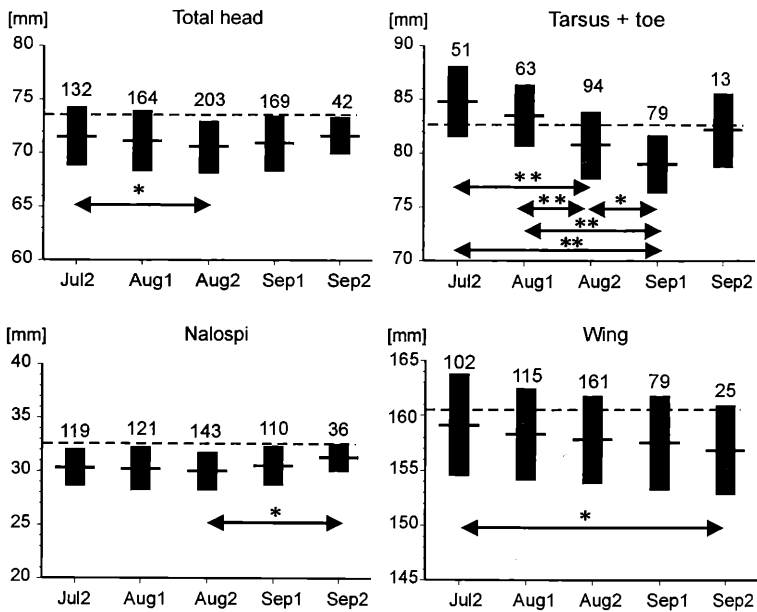 [mm] Total head
80
132 164 203 169 42
75
70
*
65
60
Jul2 Aug1 Aug2 Sep1 Sep2
[mm] Tarsus + toe
90
51 63 94 79 13
85
80
* *
75
* * *
**
**
70
Jul2 Aug1 Aug2 Sep1 Sep2
[mm] Nalospi
40
35
119 121 143 110 36
30
25
*
20
Jul2 Aug1 Aug2 Sep1 Sep2
[mm] Wing
165
102 115 161 79 25
160
155
150
*
145
Jul2 Aug1 Aug2 Sep1 Sep2